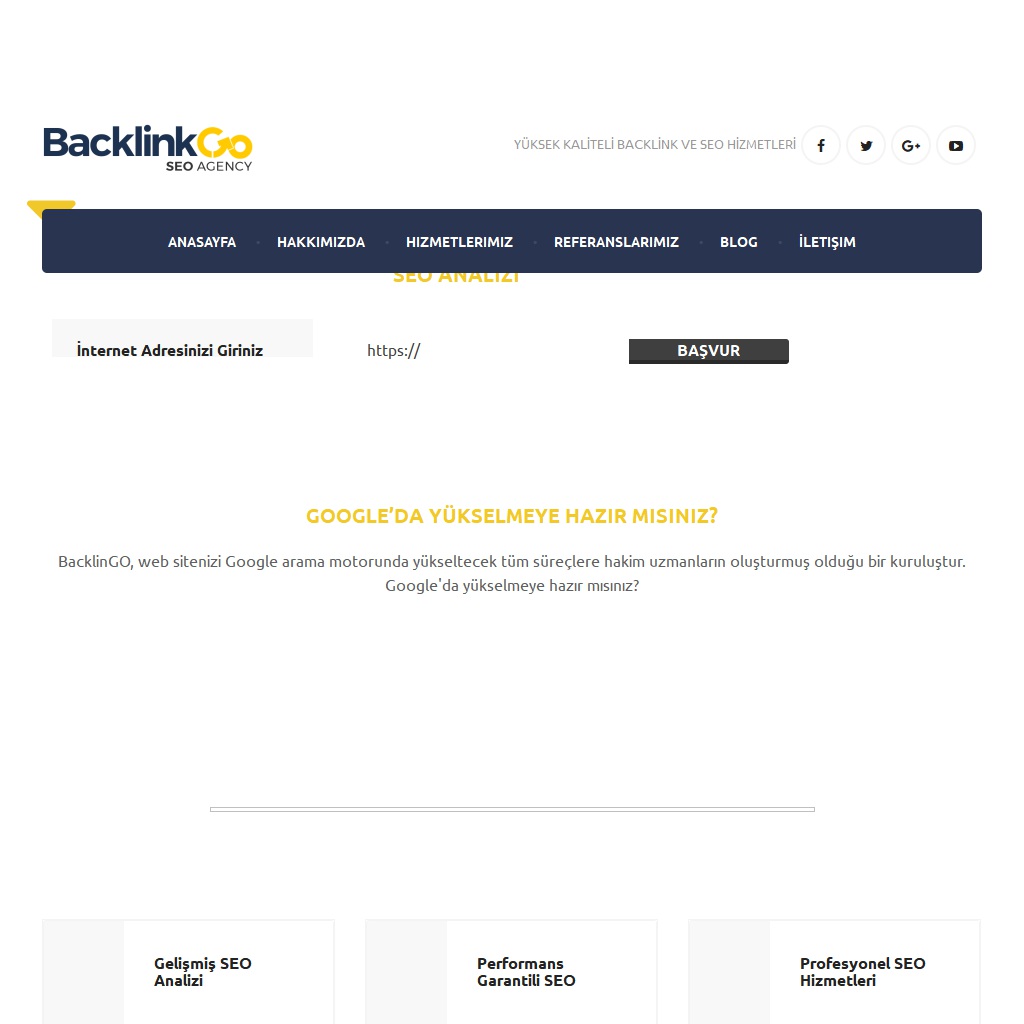 BacklinkGo
SEO AGENCY
YÜKSEK KALİTELİ BACKLİNK VE SEO HİZMETLERİ
ANASAYFA HAKKIMIZDA HIZMETLERIMIZ REFERANSLARIMIZ BLOG İLETIŞIM
SEO ANALİZİ
İnternet Adresinizi Giriniz
https://
BAŞVUR
GOOGLE’DA YÜKSELMEYE HAZIR MISINIZ?
BacklinGO, web sitenizi Google arama motorunda yükseltecek tüm süreçlere hakim uzmanların oluşturmuş olduğu bir kuruluştur.
Google'da yükselmeye hazır mısınız?
Gelişmiş SEO
Analizi
Performans
Garantili SEO
Profesyonel SEO
Hizmetleri